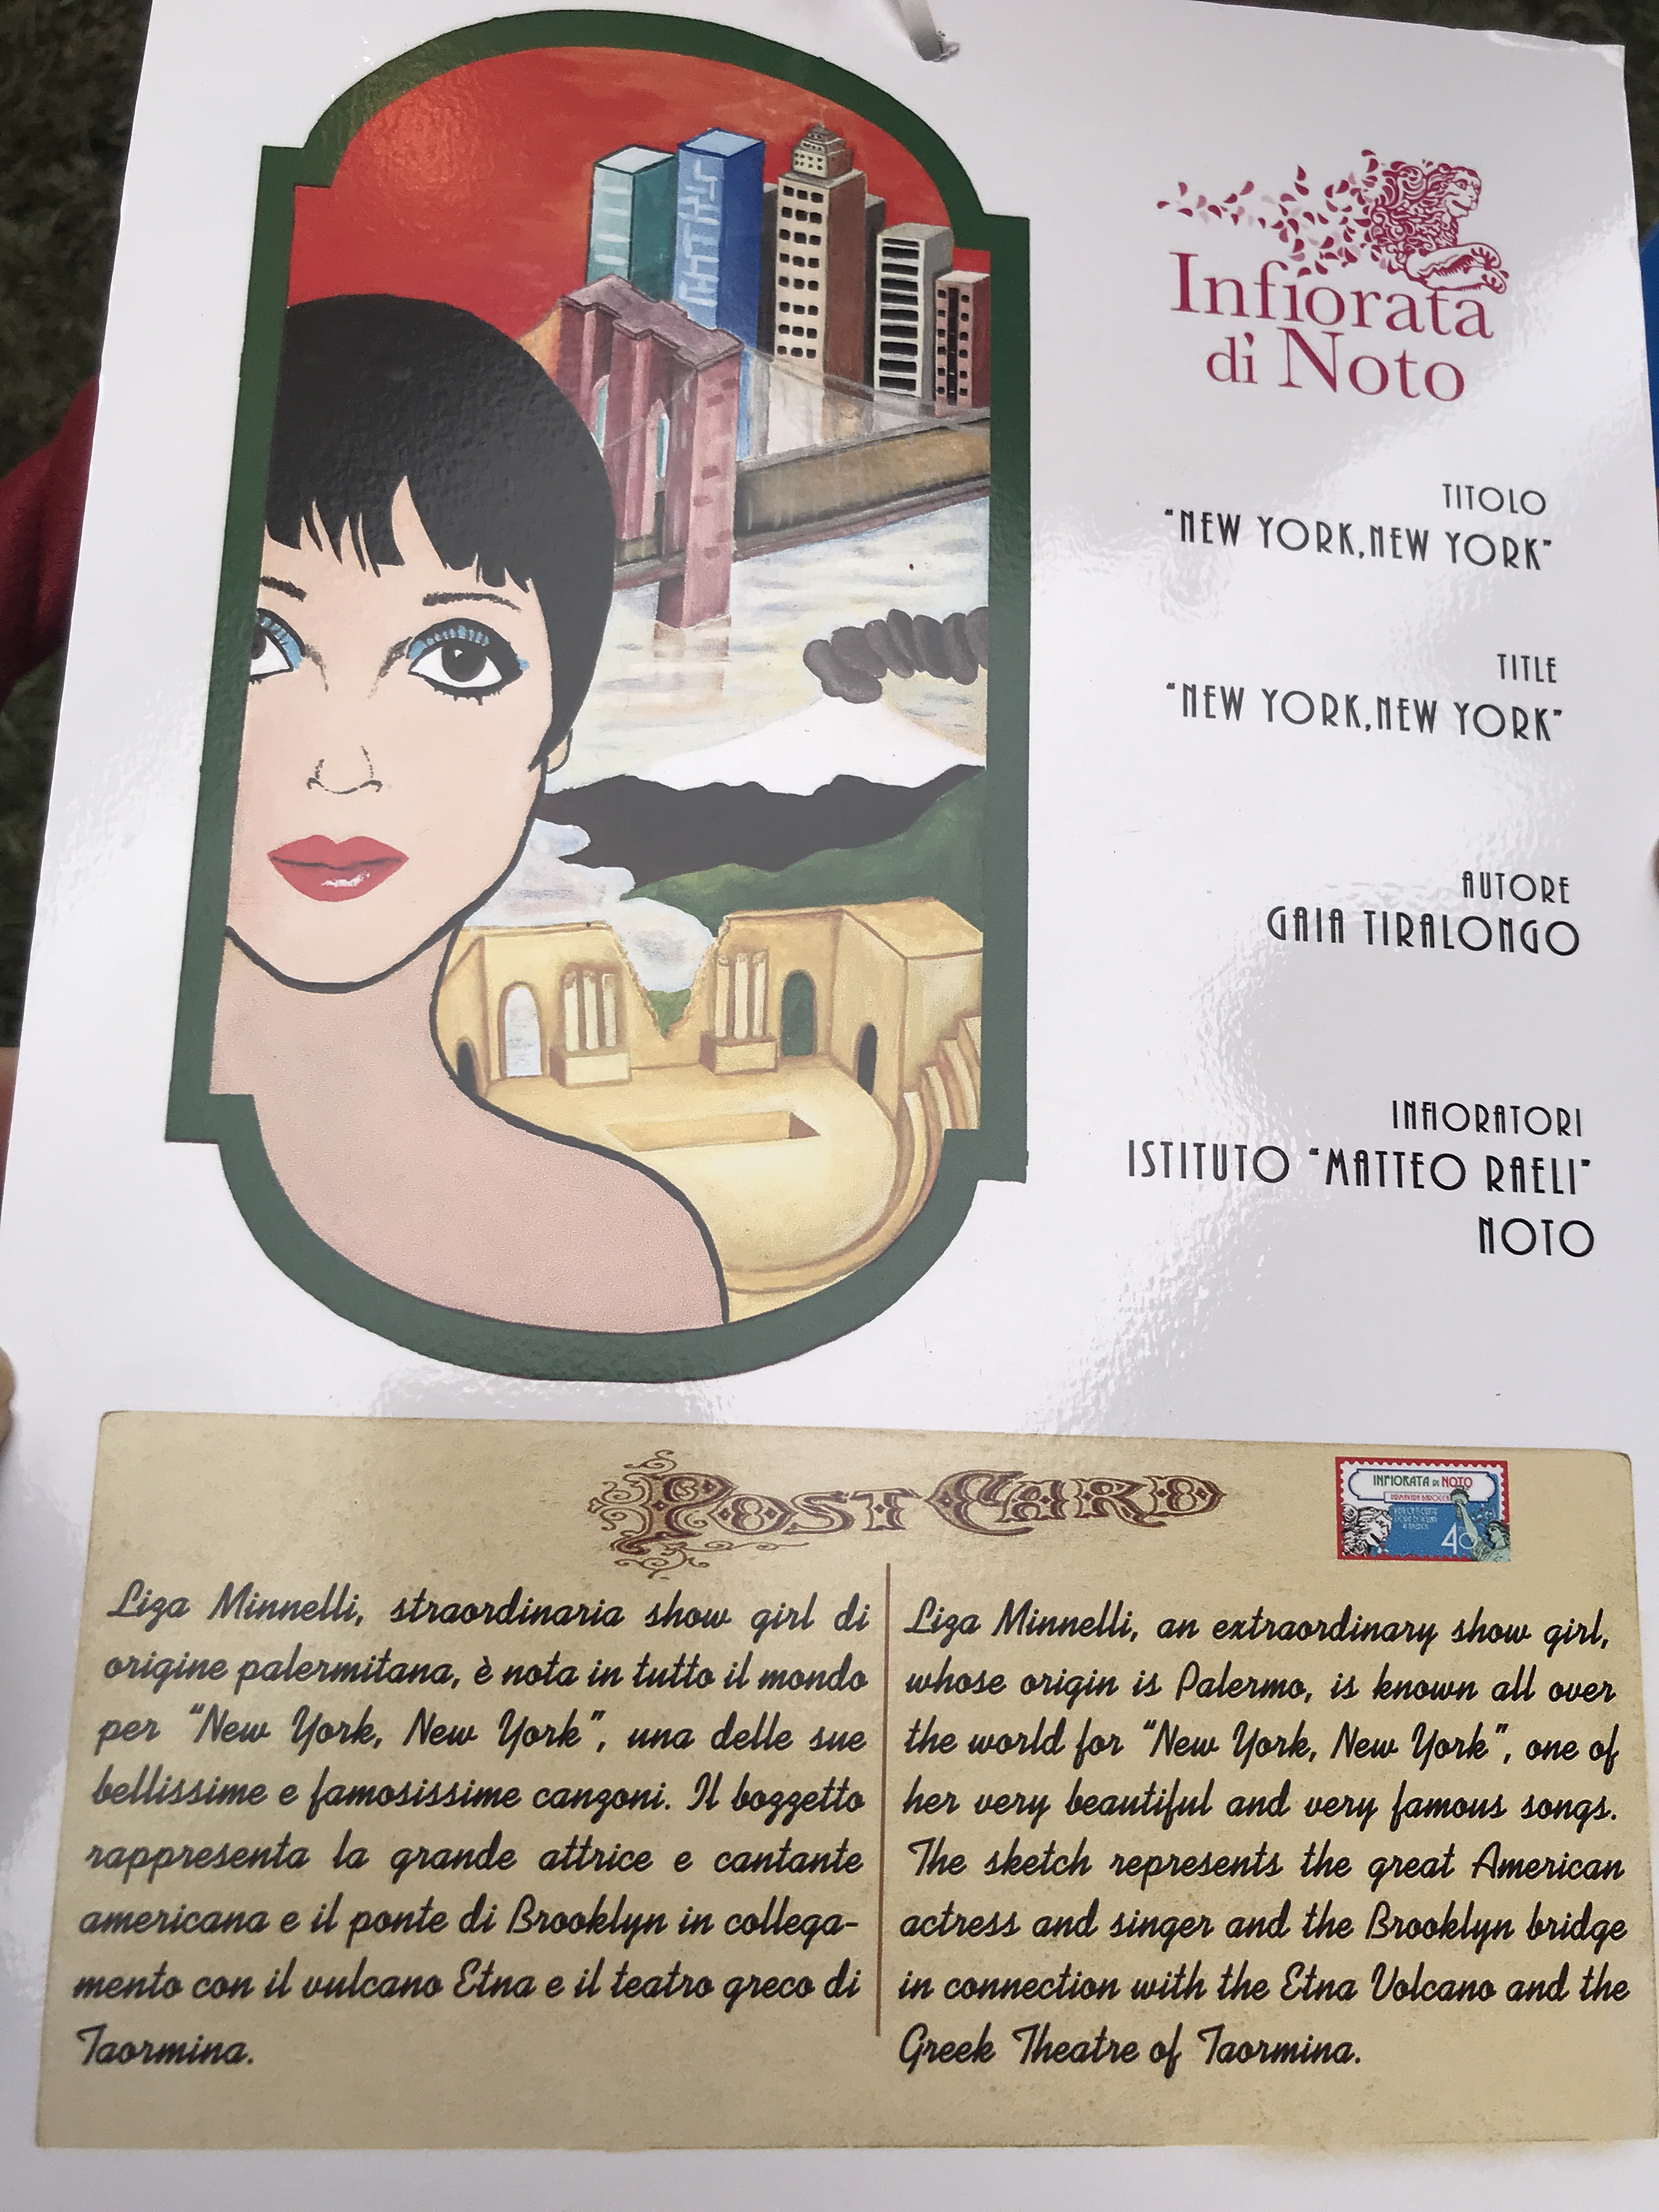 Infiorata
di Noto
TITOLO
"NEW YORK,NEW YORK"
TITLE
"NEW YORK,NEW YORK"
AUTORE
GAIA TIRALONGO
INFIORATORI
ISTITUTO "MATTEO RAELI"
NOTO
POST CARD
INFIORATA DI NOTO
40
Liza Minnelli, straordinaria show girl di
origine palermitana, è nota in tutto il mondo
per "New York, New York", una delle sue
bellissime e famosissime canzoni. Il bozzetto
rappresenta la grande attrice e cantante
americana e il ponte di Brooklyn in collega-
mento con il vulcano Etna e il teatro greco di
Taormina.
Liza Minnelli, an extraordinary show girl,
whose origin is Palermo, is known all over
the world for "New York, New York", one of
her very beautiful and very famous songs.
The sketch represents the great American
actress and singer and the Brooklyn bridge
in connection with the Etna Volcano and the
Greek Theatre of Taormina.